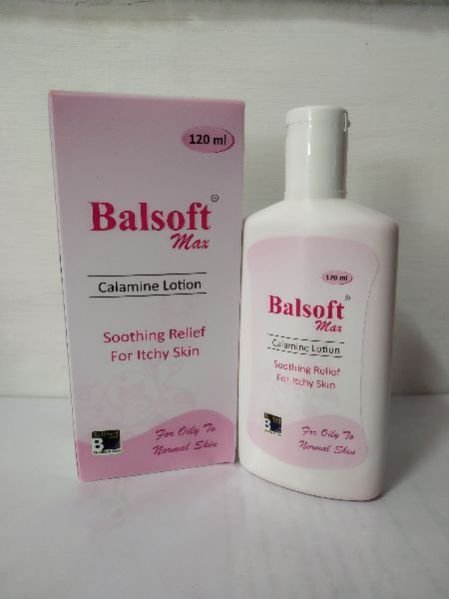 120 ml
Balsoft®
Max
Calamine Lotion
Soothing Relief
For Itchy Skin
For Oily To
Normal Skin
120 ml
Balsoft®
Max
Calamine Lotion
Soothing Relief
For Itchy Skin
For Oily To
Normal Skin